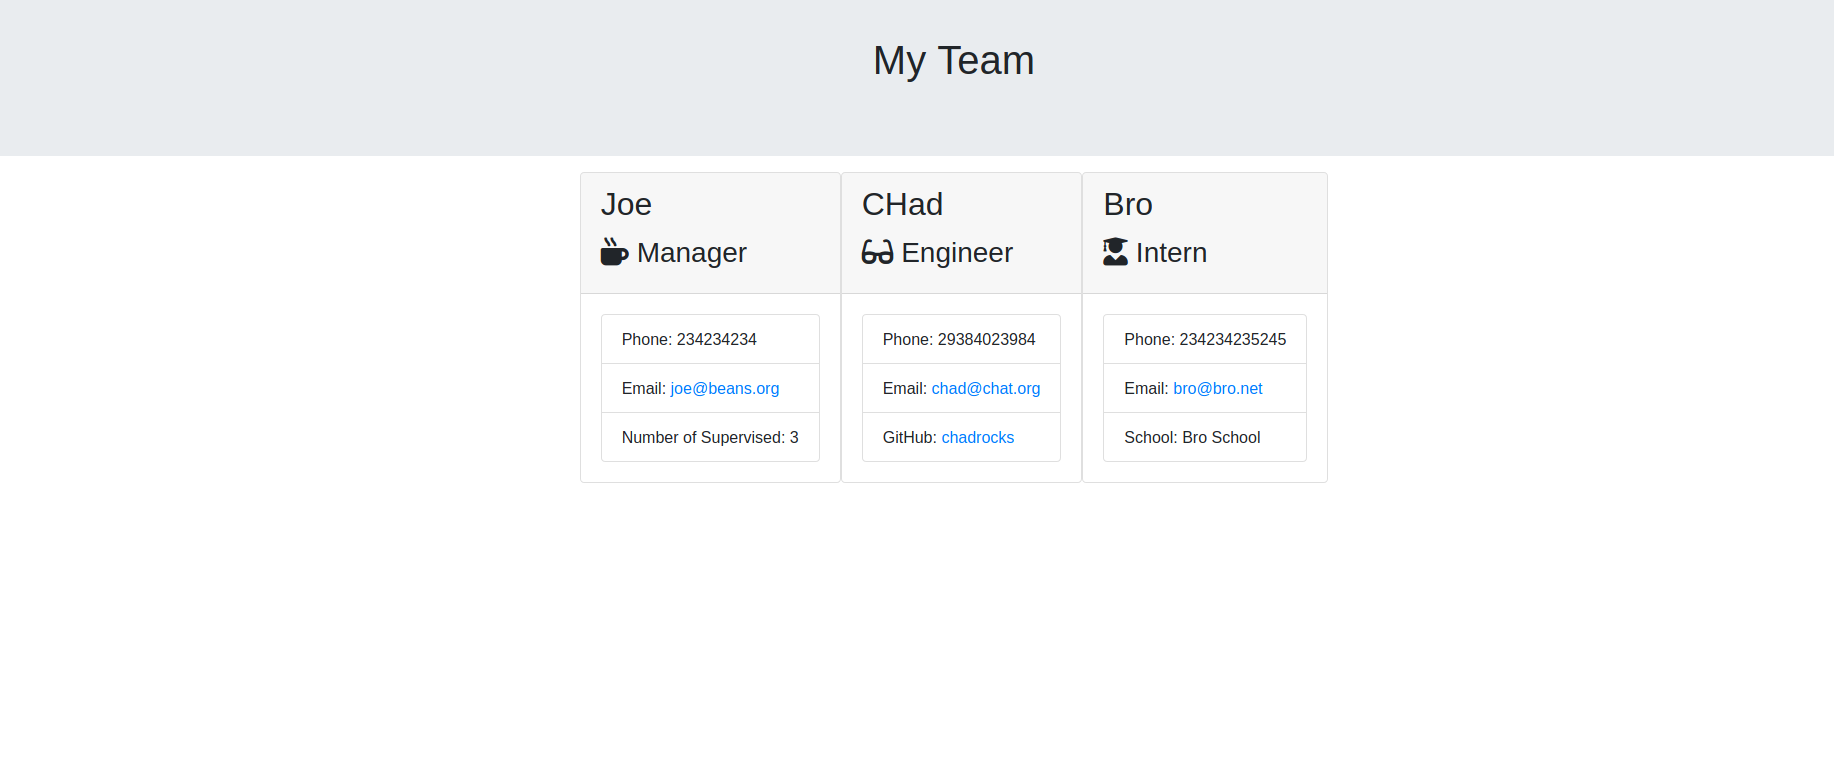 My Team
Joe
Manager
Phone: 234234234
Email: joe@beans.org
Number of Supervised: 3
CHad
Engineer
Phone: 29384023984
Email: chad@chat.org
GitHub: chadrocks
Bro
Intern
Phone: 234234235245
Email: bro@bro.net
School: Bro School